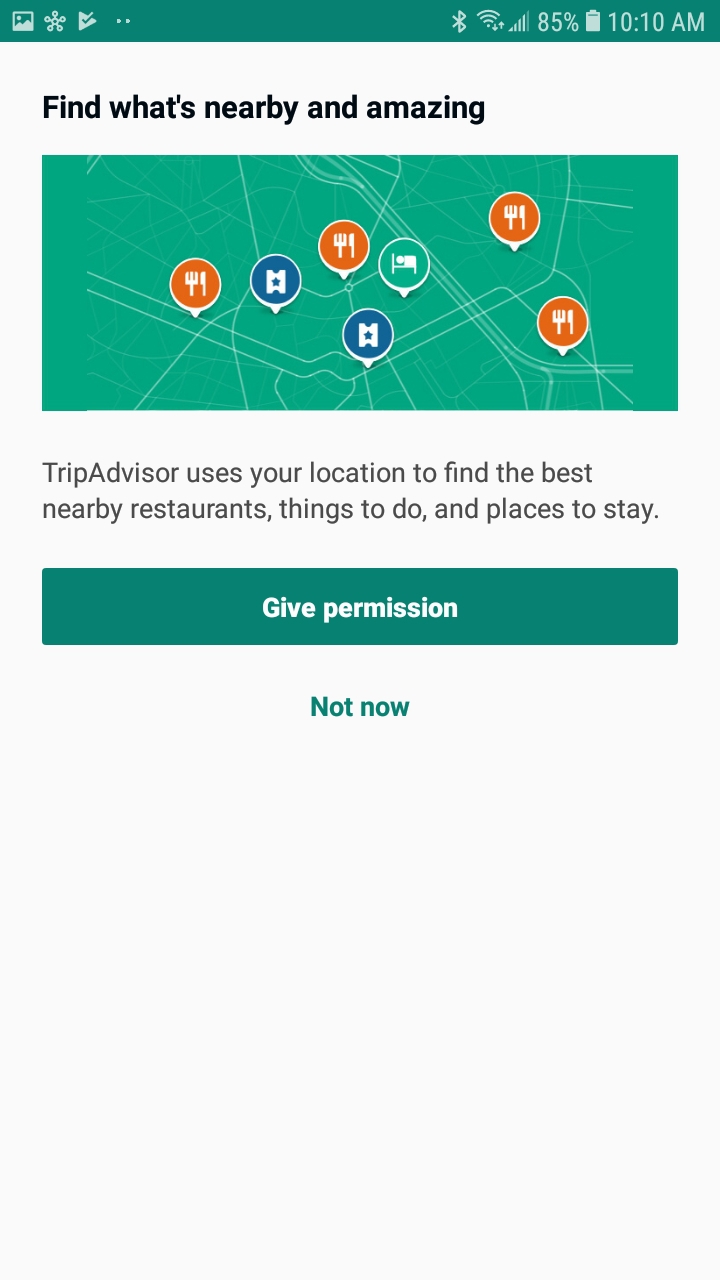 85% 10:10 AM
Find what's nearby and amazing
TripAdvisor uses your location to find the best
nearby restaurants, things to do, and places to stay.
Give permission
Not now